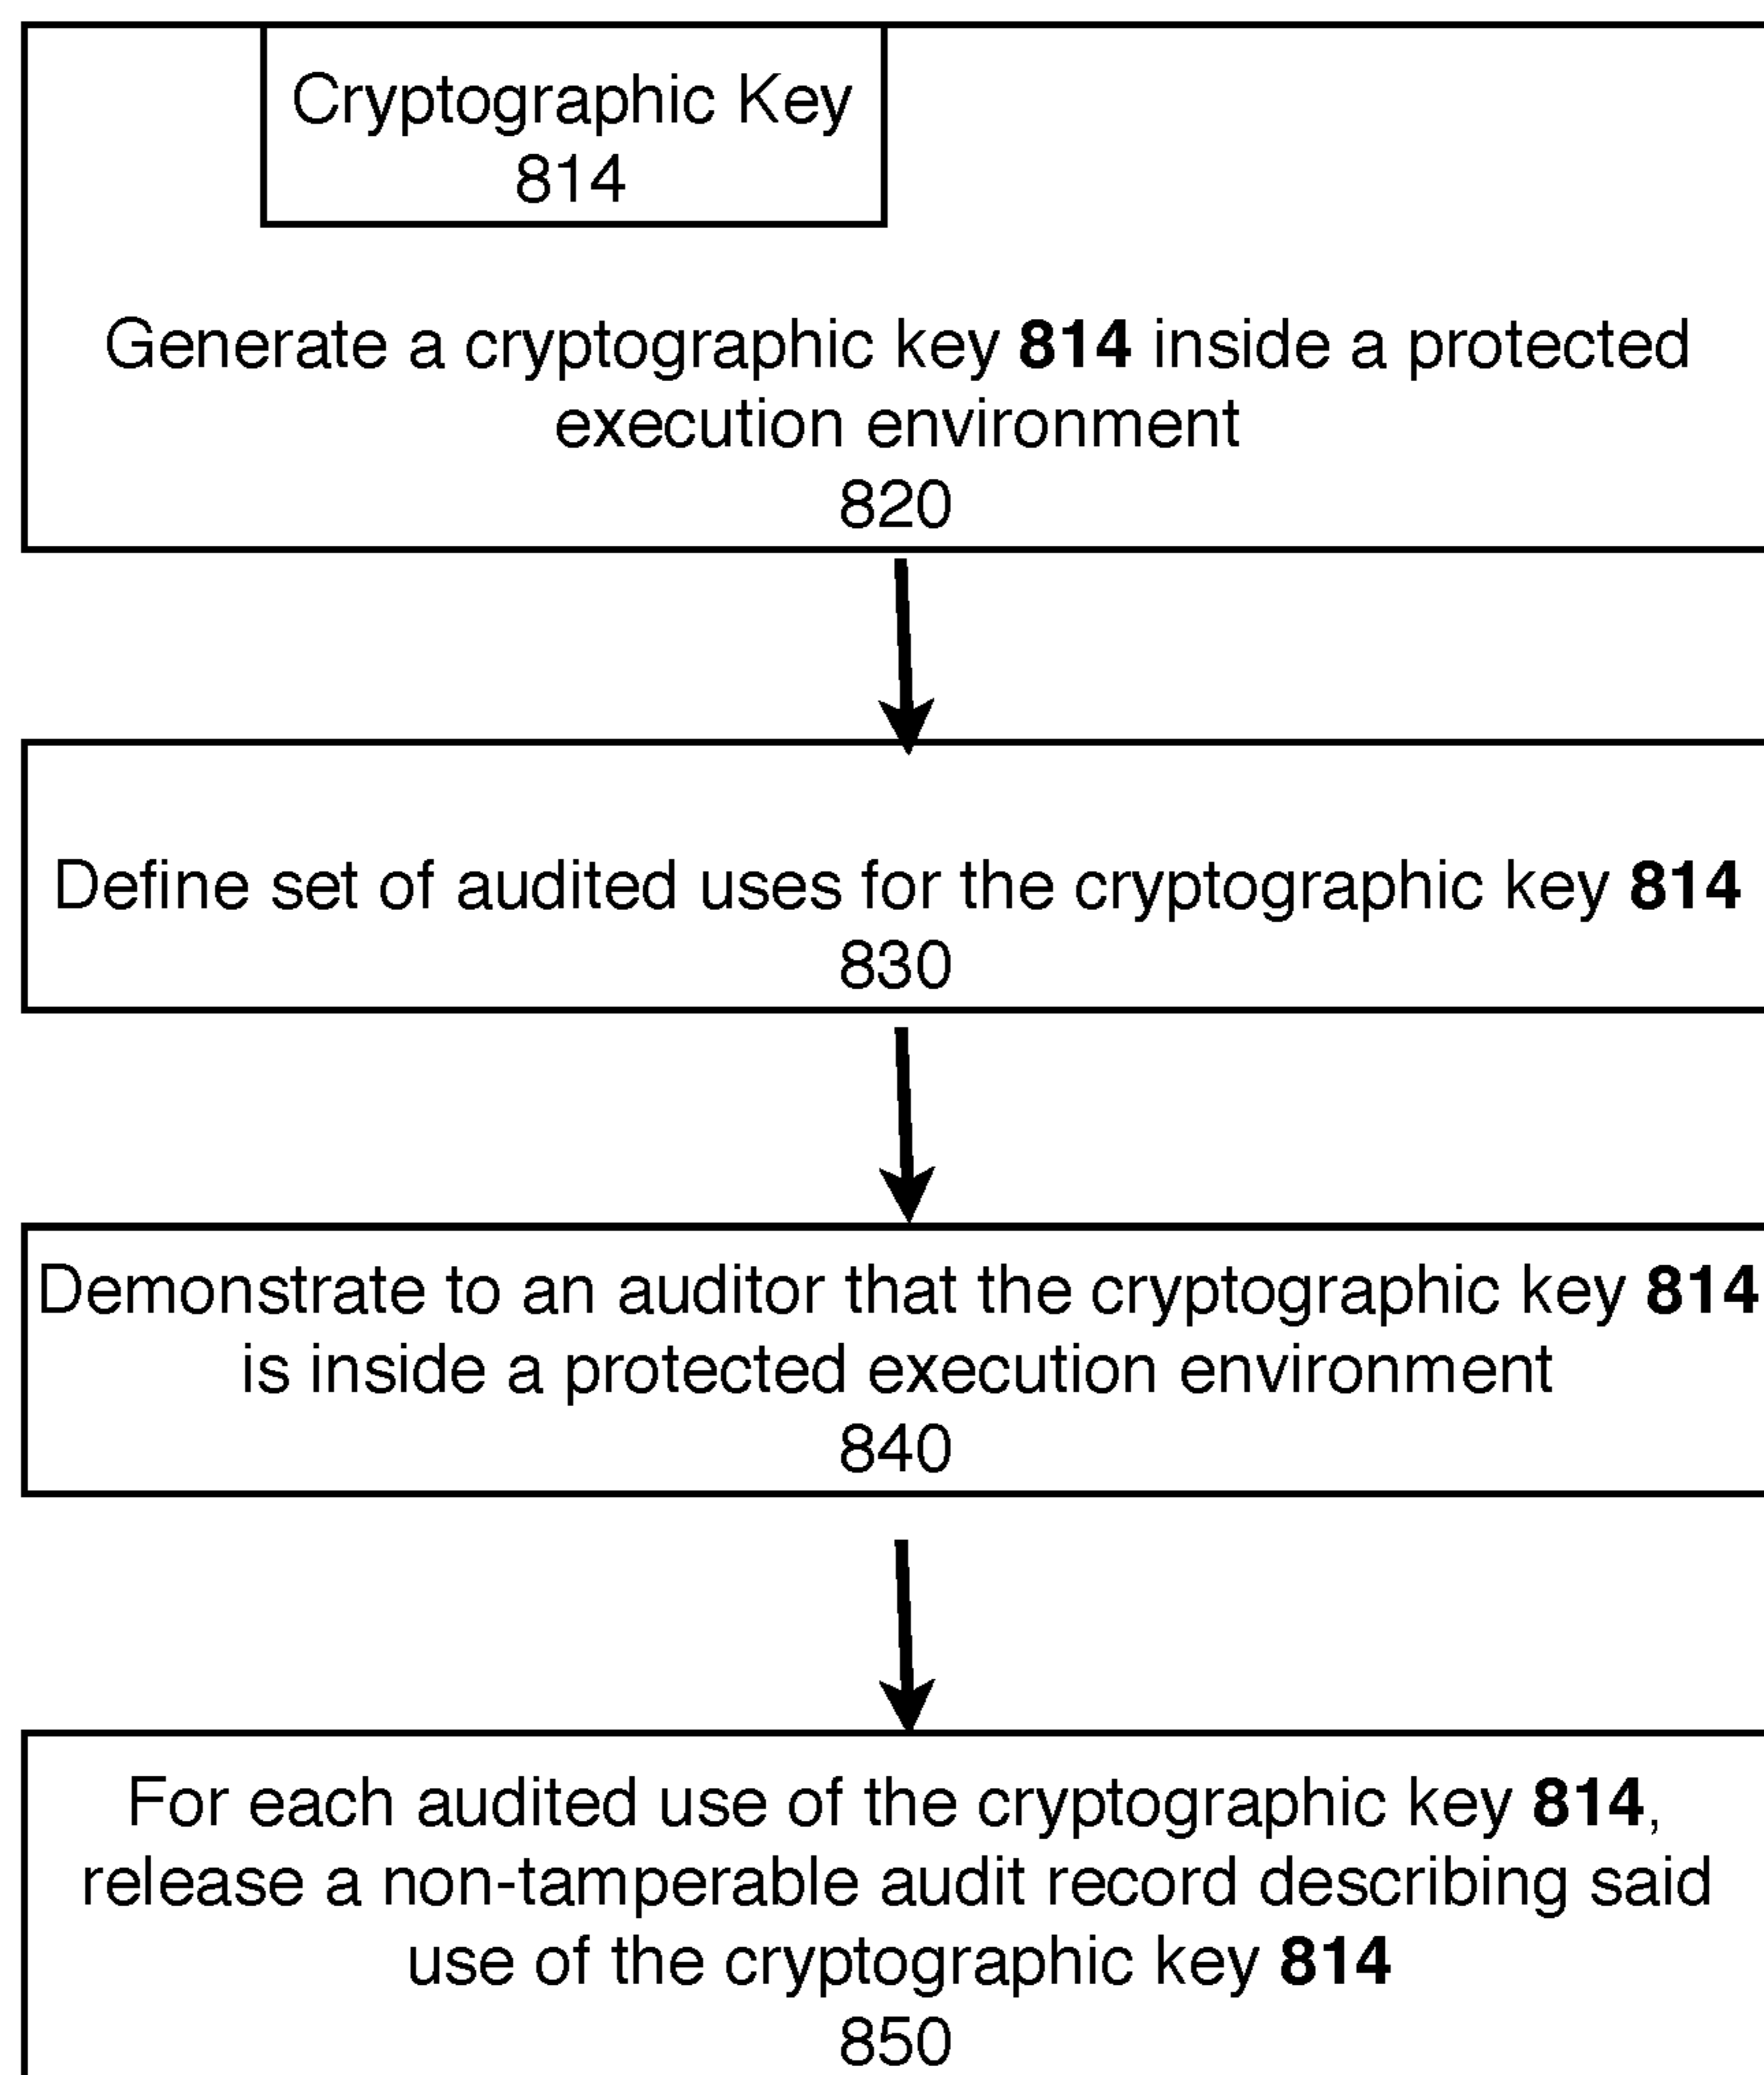 Cryptographic Key
814
Generate a cryptographic key 814 inside a protected
execution environment
820
Define set of audited uses for the cryptographic key 814
830
Demonstrate to an auditor that the cryptographic key 814
is inside a protected execution environment
840
For each audited use of the cryptographic key 814,
release a non-tamperable audit record describing said
use of the cryptographic key 814
850